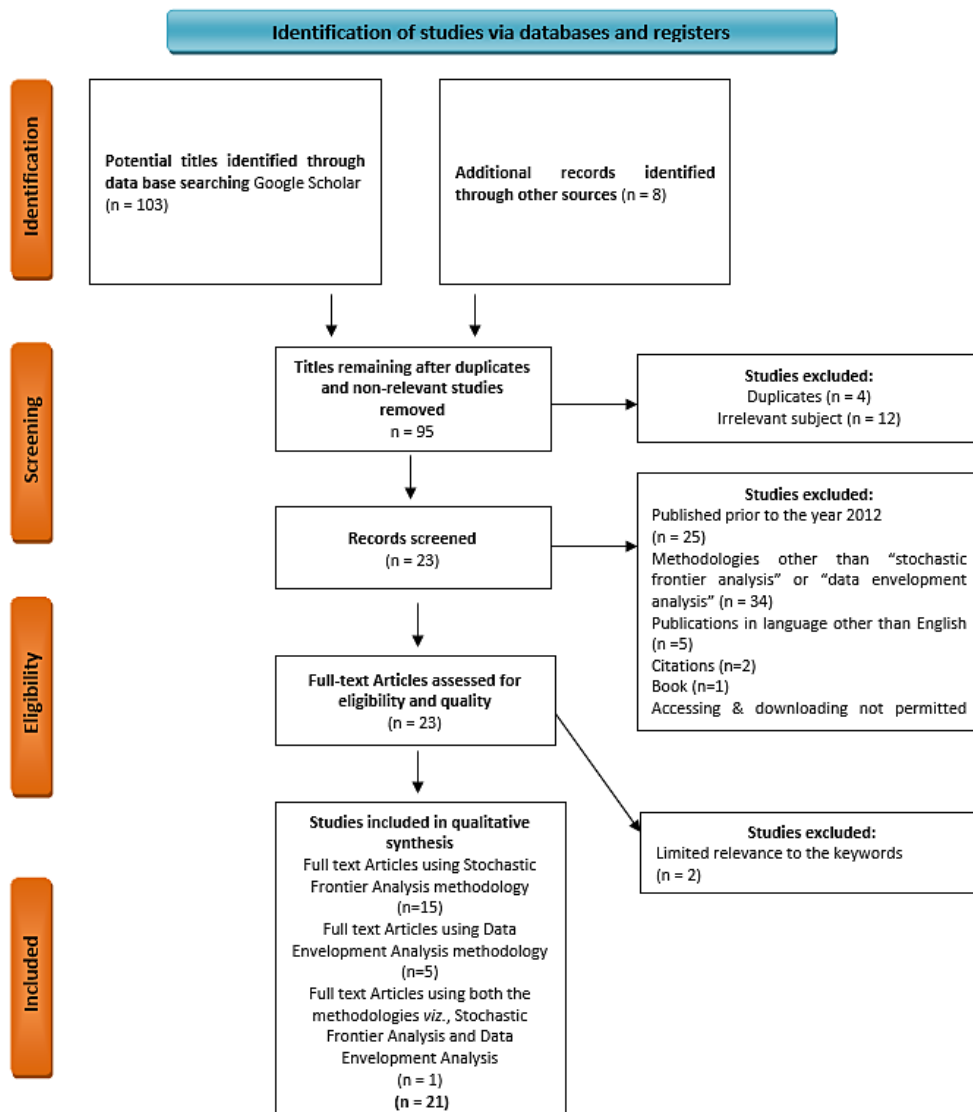 Identification of studies via databases and registers
Identification
Potential titles identified through
data base searching Google Scholar
(n = 103)
Additional records identified
through other sources (n = 8)
Screening
Titles remaining after duplicates
and non-relevant studies
removed
n = 95
Studies excluded:
Duplicates (n = 4)
Irrelevant subject (n = 12)
Records screened
(n = 23)
Studies excluded:
Published prior to the year 2012
(n = 25)
Methodologies other than “stochastic
frontier analysis” or “data envelopment
analysis” (n = 34)
Publications in language other than English
(n =5)
Citations (n=2)
Book (n=1)
Accessing & downloading not permitted
Eligibility
Full-text Articles assessed for
eligibility and quality
(n = 23)
Studies excluded:
Limited relevance to the keywords
(n = 2)
Included
Studies included in qualitative
synthesis
Full text Articles using Stochastic
Frontier Analysis methodology
(n=15)
Full text Articles using Data
Envelopment Analysis methodology
(n=5)
Full text Articles using both the
methodologies viz., Stochastic
Frontier Analysis and Data
Envelopment Analysis
(n = 1)
(n = 21)